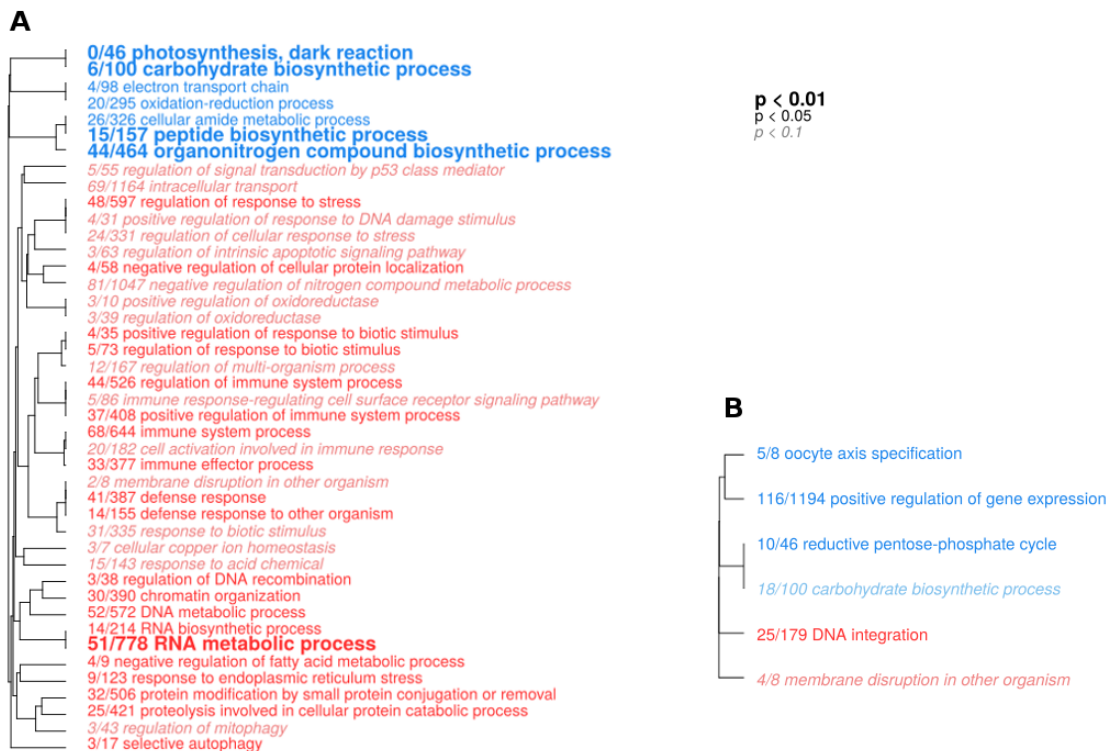 A
0/46 photosynthesis, dark reaction
6/100 carbohydrate biosynthetic process
4/98 electron transport chain
20/295 oxidation-reduction process
26/326 cellular amide metabolic process
15/157 peptide biosynthetic process
44/464 organonitrogen compound biosynthetic process
5/55 regulation of signal transduction by p53 class mediator
69/1164 intracellular transport
48/597 regulation of response to stress
4/31 positive regulation of response to DNA damage stimulus
24/331 regulation of cellular response to stress
3/63 regulation of intrinsic apoptotic signaling pathway
4/58 negative regulation of cellular protein localization
81/1047 negative regulation of nitrogen compound metabolic process
3/10 positive regulation of oxidoreductase
3/39 regulation of oxidoreductase
4/35 positive regulation of response to biotic stimulus
5/73 regulation of response to biotic stimulus
12/167 regulation of multi-organism process
44/526 regulation of immune system process
5/86 immune response-regulating cell surface receptor signaling pathway
37/408 positive regulation of immune system process
68/644 immune system process
20/182 cell activation involved in immune response
33/377 immune effector process
2/8 membrane disruption in other organism
41/387 defense response
14/155 defense response to other organism
31/335 response to biotic stimulus
3/7 cellular copper ion homeostasis
15/143 response to acid chemical
3/38 regulation of DNA recombination
30/390 chromatin organization
52/572 DNA metabolic process
14/214 RNA biosynthetic process
51/778 RNA metabolic process
4/9 negative regulation of fatty acid metabolic process
9/123 response to endoplasmic reticulum stress
32/506 protein modification by small protein conjugation or removal
25/421 proteolysis involved in cellular protein catabolic process
3/43 regulation of mitophagy
3/17 selective autophagy
p < 0.01
p < 0.05
p < 0.1
B
5/8 oocyte axis specification
116/1194 positive regulation of gene expression
10/46 reductive pentose-phosphate cycle
18/100 carbohydrate biosynthetic process
25/179 DNA integration
4/8 membrane disruption in other organism